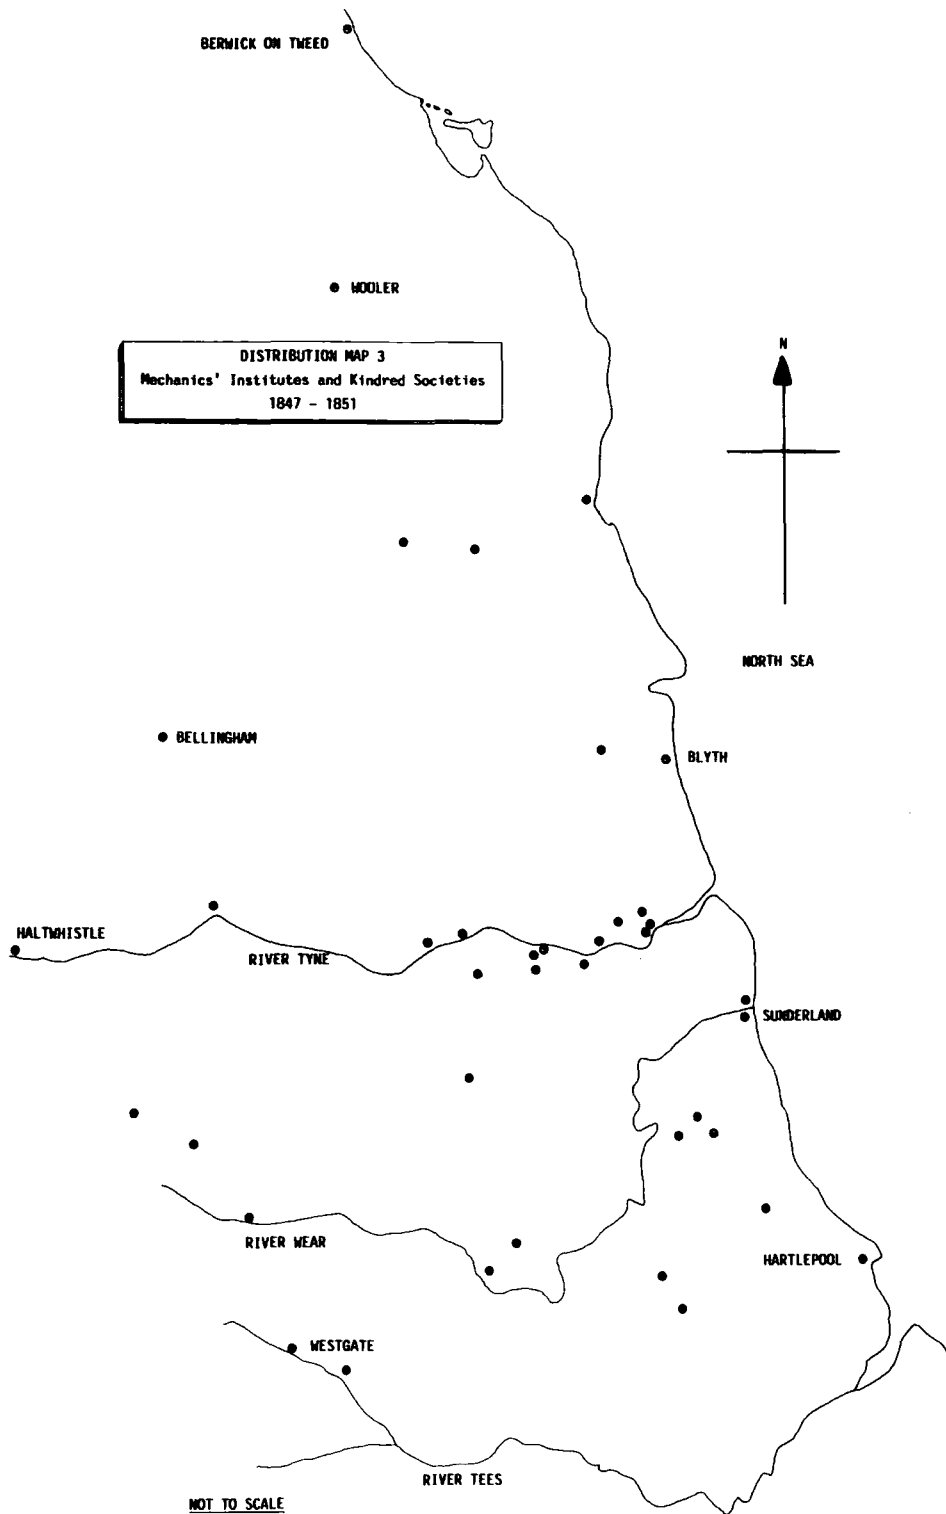 BERWICK ON TWEED
WOOLER
DISTRIBUTION MAP 3
Mechanics' Institutes and Kindred Societies
1847 - 1851
N
NORTH SEA
BELLINGHAM
BLYTH
HALTWHISTLE
RIVER TYNE
SUNDERLAND
RIVER WEAR
HARTLEPOOL
WESTGATE
RIVER TEES
NOT TO SCALE